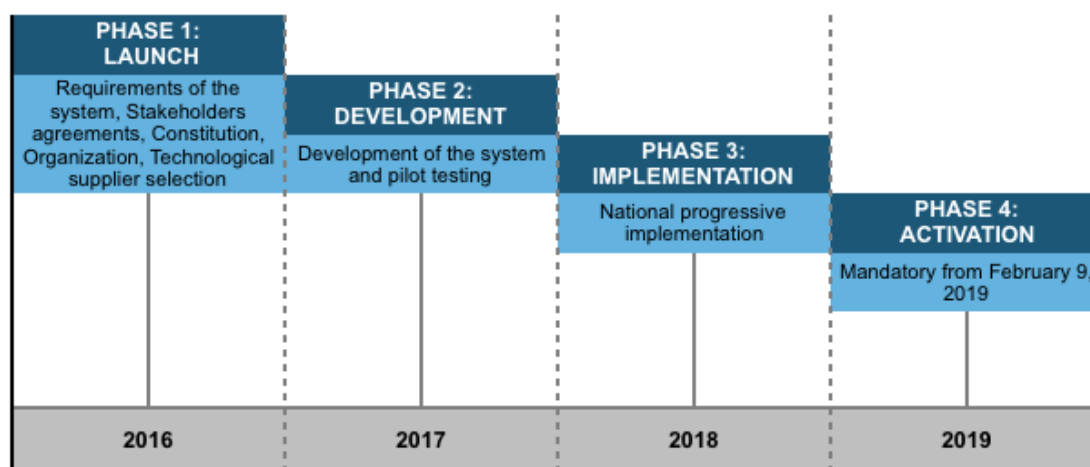 PHASE 1:
LAUNCH
Requirements of the
system, Stakeholders
agreements, Constitution,
Organization, Technological
supplier selection
PHASE 2:
DEVELOPMENT
Development of the system
and pilot testing
PHASE 3:
IMPLEMENTATION
National progressive
implementation
PHASE 4:
ACTIVATION
Mandatory from February 9,
2019
2016
2017
2018
2019